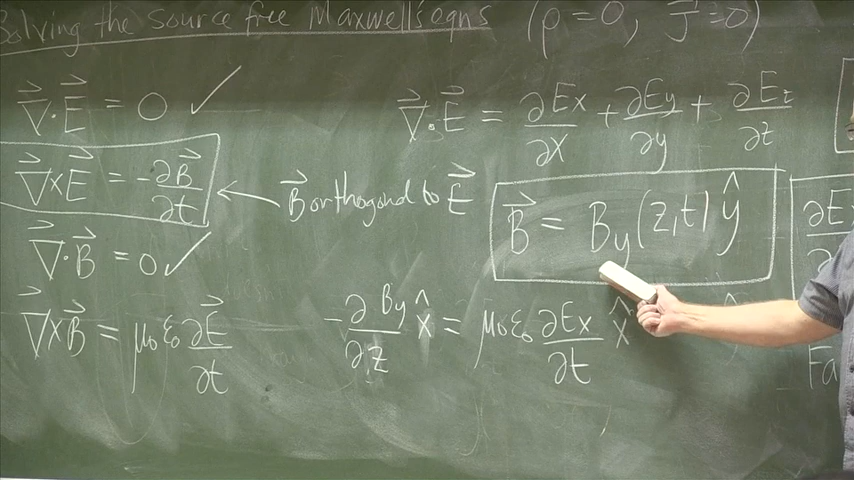 Solving the source free Maxwell's eqns (ρ = 0, J⃗ = 0)
∇⃗·E⃗ = 0 ✓
∇⃗×E⃗ = -∂B⃗/∂t ← B⃗ orthogonal to E⃗
∇⃗·B⃗ = 0 ✓
∇⃗×B⃗ = μ₀ε₀ ∂E⃗/∂t
∇⃗·E⃗ = ∂Ex/∂x + ∂Ey/∂y + ∂Ez/∂z
B⃗ = By(z,t) ŷ
-∂By/∂z x̂ = μ₀ε₀ ∂Ex/∂t x̂
∂E
Fa